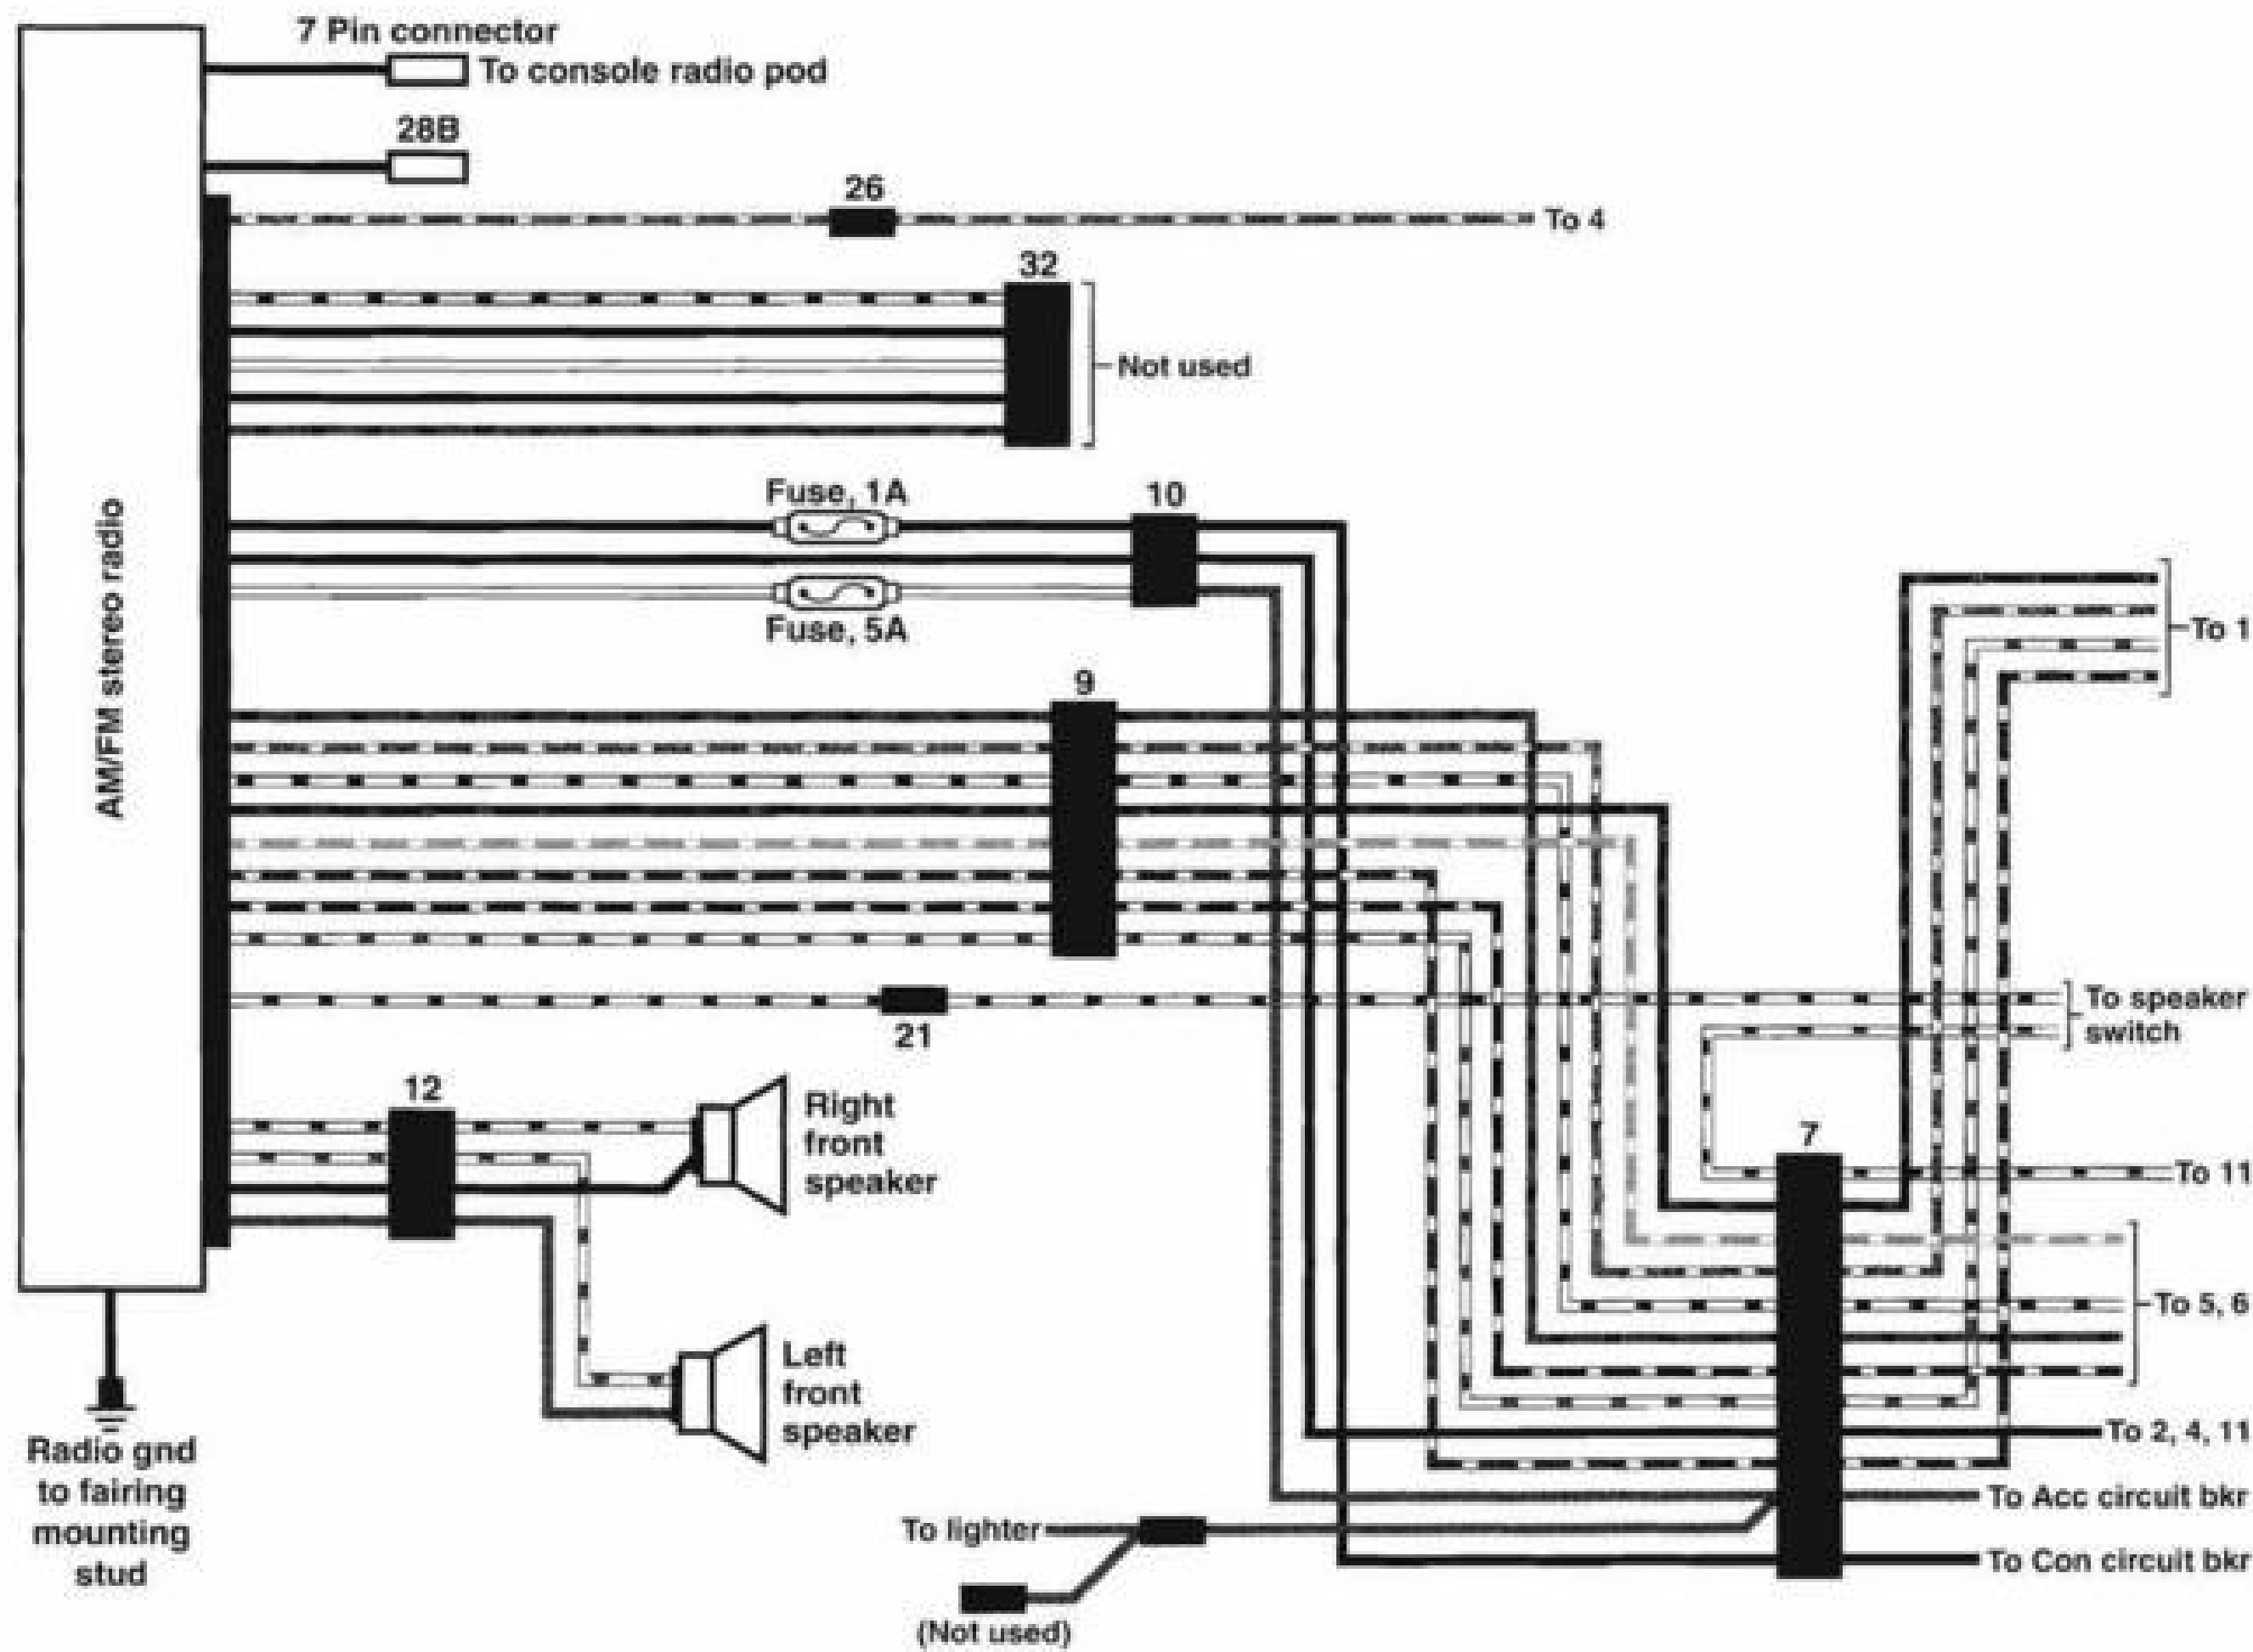 7 Pin connector
To console radio pod
28B
26
To 4
32
Not used
Fuse, 1A
10
Fuse, 5A
AM/FM stereo radio
To 1
9
To speaker
switch
21
12
Right
front
speaker
7
To 11
To 5, 6
Left
front
speaker
To 2, 4, 11
Radio gnd
to fairing
mounting
stud
To Acc circuit bkr
To lighter
To Con circuit bkr
(Not used)